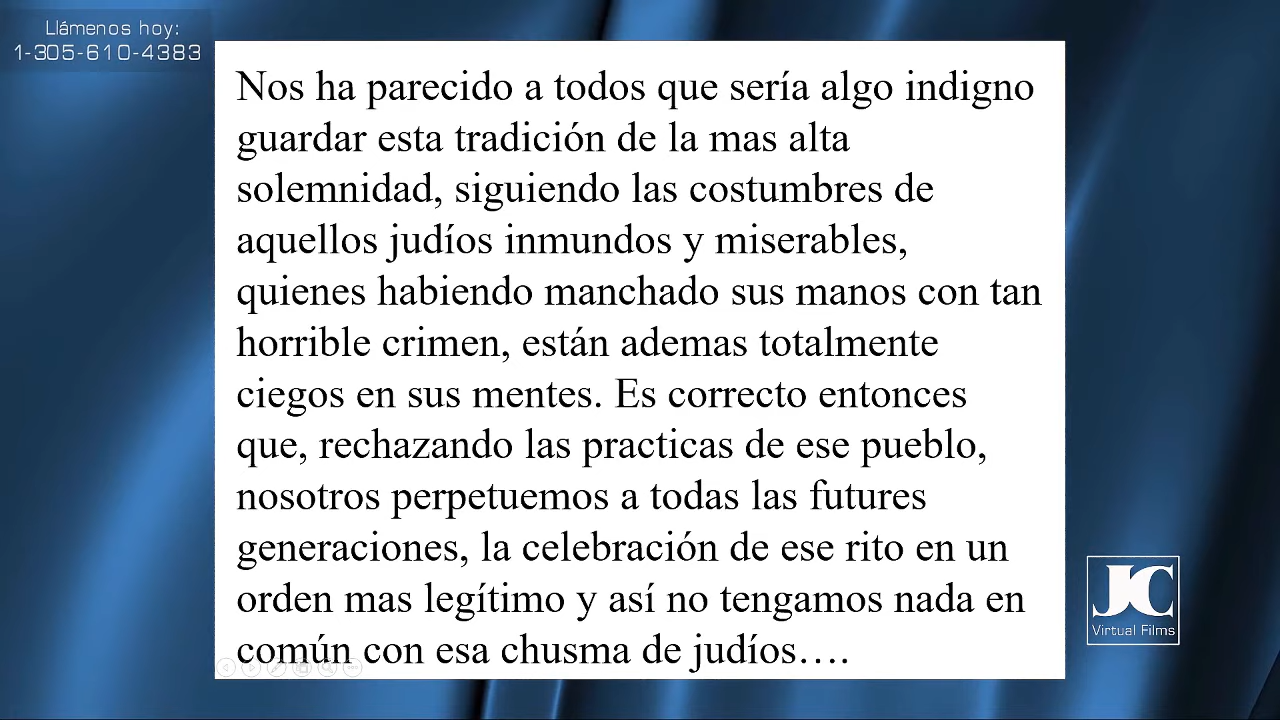 Llámenos hoy:
1-305-610-4383
Nos ha parecido a todos que sería algo indigno
guardar esta tradición de la mas alta
solemnidad, siguiendo las costumbres de
aquellos judíos inmundos y miserables,
quienes habiendo manchado sus manos con tan
horrible crimen, están ademas totalmente
ciegos en sus mentes. Es correcto entonces
que, rechazando las practicas de ese pueblo,
nosotros perpetuemos a todas las futures
generaciones, la celebración de ese rito en un
orden mas legítimo y así no tengamos nada en
común con esa chusma de judíos….
JC
Virtual Films